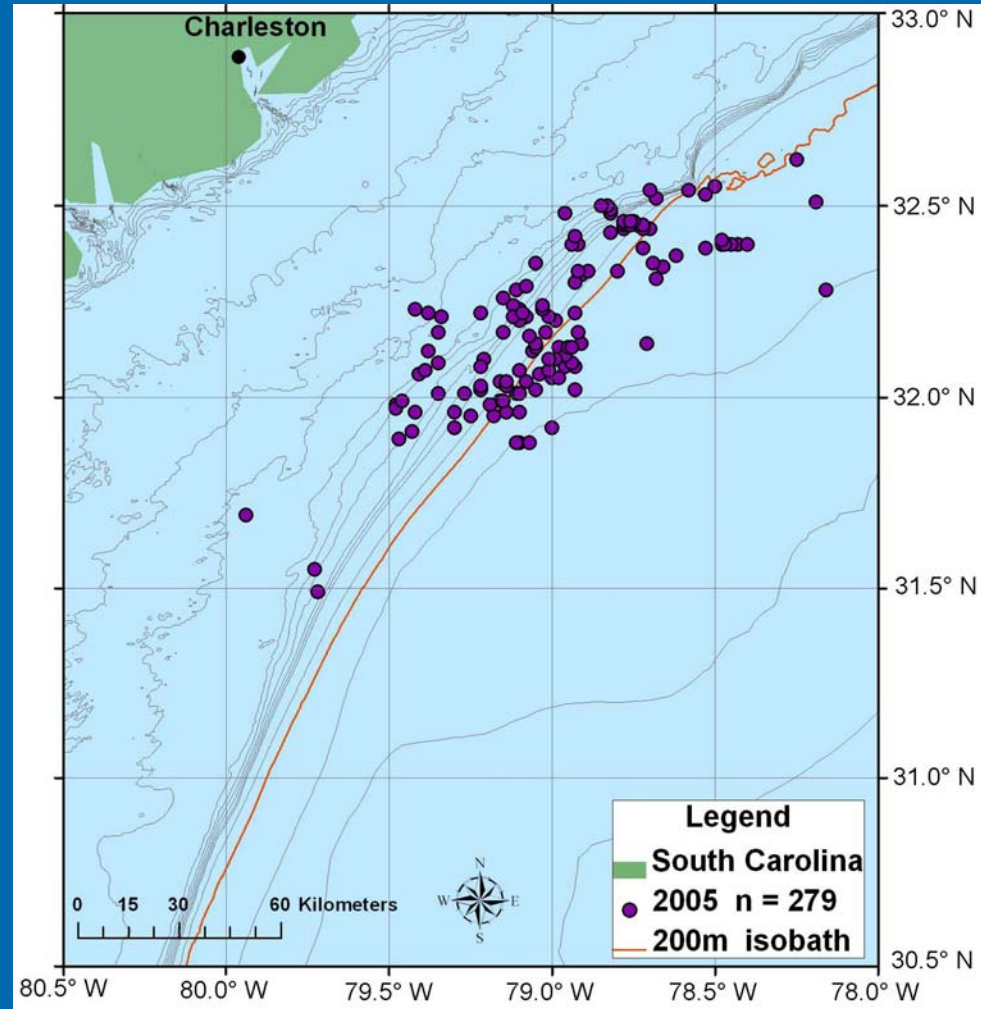 Charleston
33.0° N
32.5° N
32.0° N
31.5° N
31.0° N
30.5° N
Legend
South Carolina
2005 n = 279
200m isobath
N
W E
S
0 15 30 60 Kilometers
80.5° W 80.0° W 79.5° W 79.0° W 78.5° W 78.0° W